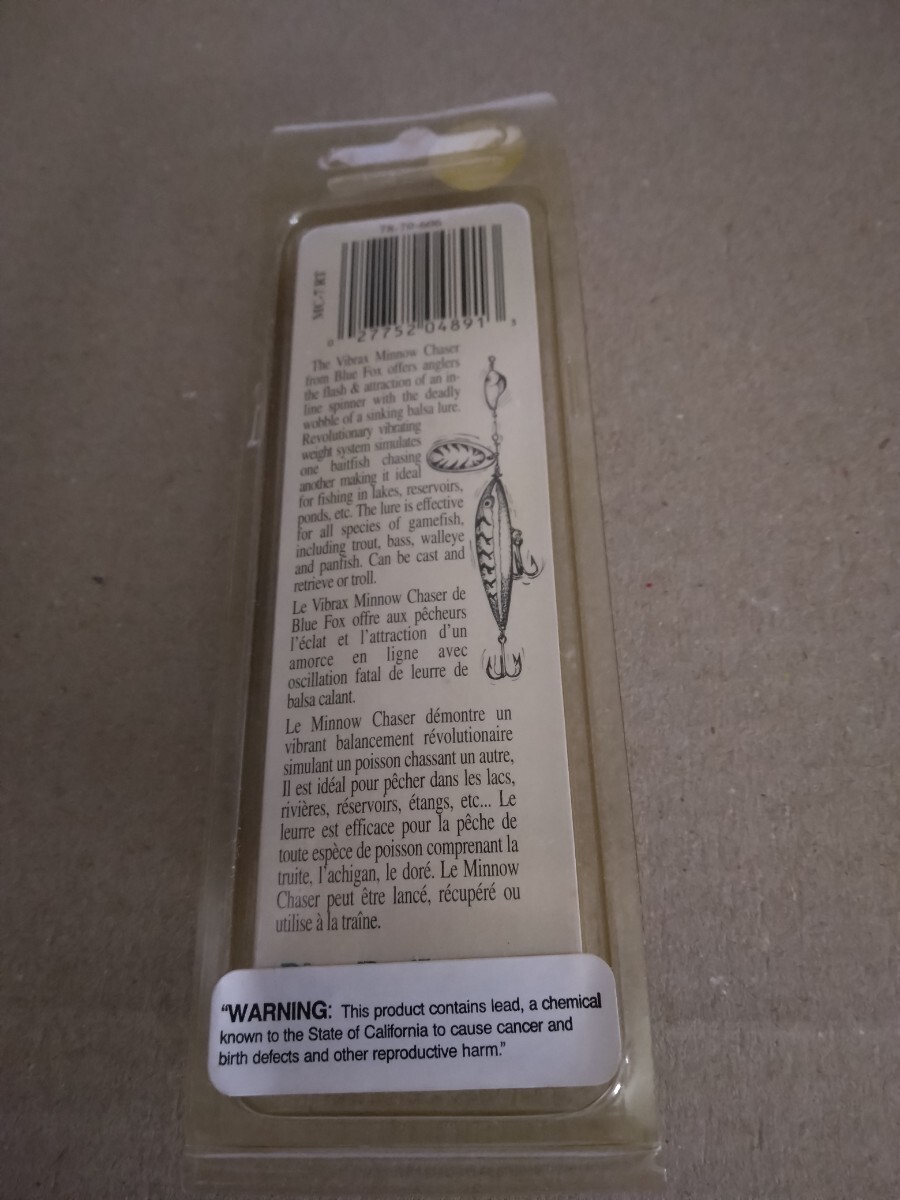 78-70-606
MC-7 RT
0 27752 04891 3
The Vibrax Minnow Chaser
from Blue Fox offers anglers
the flash & attraction of an in-
line spinner with the deadly
wobble of a sinking balsa lure.
Revolutionary vibrating
weight system simulates
one baitfish chasing
another making it ideal
for fishing in lakes, reservoirs,
ponds, etc. The lure is effective
for all species of gamefish,
including trout, bass, walleye
and panfish. Can be cast and
retrieve or troll.
Le Vibrax Minnow Chaser de
Blue Fox offre aux pêcheurs
l'éclat et l'attraction d'un
amorce en ligne avec
oscillation fatal de leurre de
balsa calant.
Le Minnow Chaser démontre un
vibrant balancement révolutionaire
simulant un poisson chassant un autre,
Il est idéal pour pêcher dans les lacs,
rivières, réservoirs, étangs, etc... Le
leurre est efficace pour la pêche de
toute espèce de poisson comprenant la
truite, l'achigan, le doré. Le Minnow
Chaser peut être lancé, récupéré ou
utilise à la traîne.
"WARNING: This product contains lead, a chemical
known to the State of California to cause cancer and
birth defects and other reproductive harm."